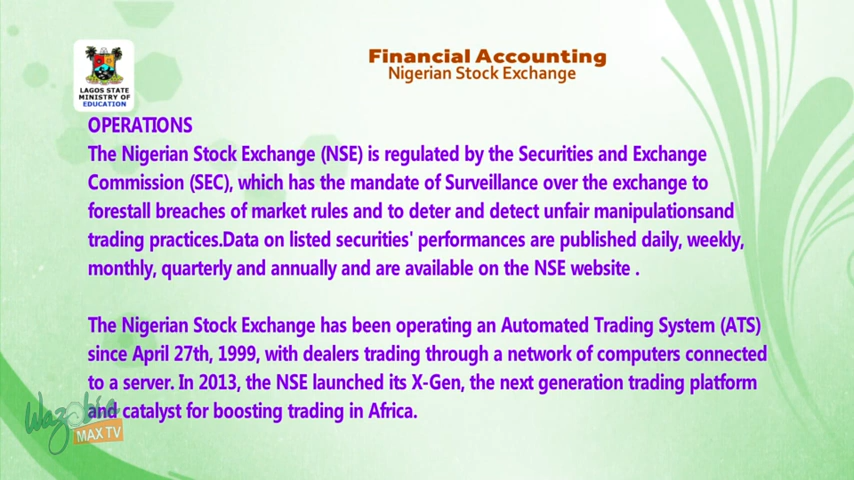 Financial Accounting
Nigerian Stock Exchange
LAGOS STATE
MINISTRY OF
EDUCATION
OPERATIONS
The Nigerian Stock Exchange (NSE) is regulated by the Securities and Exchange
Commission (SEC), which has the mandate of Surveillance over the exchange to
forestall breaches of market rules and to deter and detect unfair manipulationsand
trading practices.Data on listed securities' performances are published daily, weekly,
monthly, quarterly and annually and are available on the NSE website .
The Nigerian Stock Exchange has been operating an Automated Trading System (ATS)
since April 27th, 1999, with dealers trading through a network of computers connected
to a server. In 2013, the NSE launched its X-Gen, the next generation trading platform
and catalyst for boosting trading in Africa.
Wazobia
MAX TV